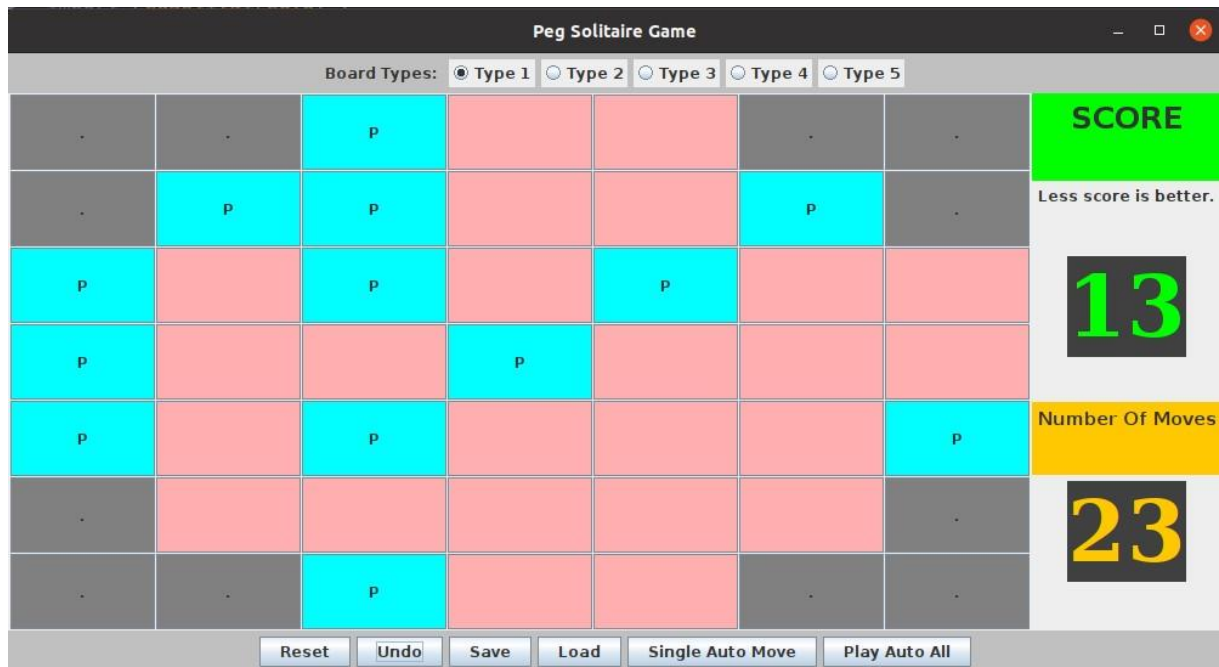 Peg Solitaire Game
Board Types: Type 1 Type 2 Type 3 Type 4 Type 5
. . P . .
. P P P .
P P P
P P
P P P
. .
. . P . .
SCORE
Less score is better.
13
Number Of Moves
23
Reset Undo Save Load Single Auto Move Play Auto All